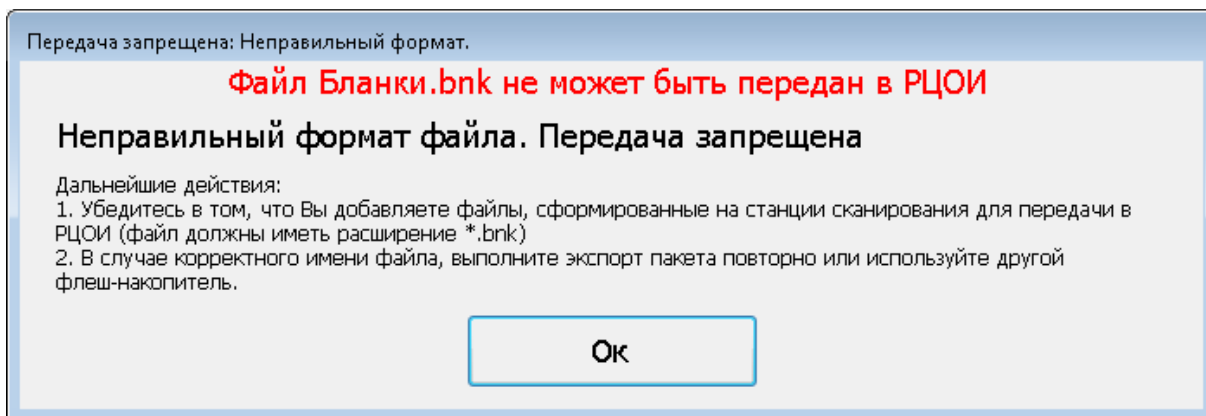 Передача запрещена: Неправильный формат.
Файл Бланки.bnk не может быть передан в РЦОИ
Неправильный формат файла. Передача запрещена
Дальнейшие действия:
1. Убедитесь в том, что Вы добавляете файлы, сформированные на станции сканирования для передачи в
РЦОИ (файл должны иметь расширение *.bnk)
2. В случае корректного имени файла, выполните экспорт пакета повторно или используйте другой
флеш-накопитель.
Ок